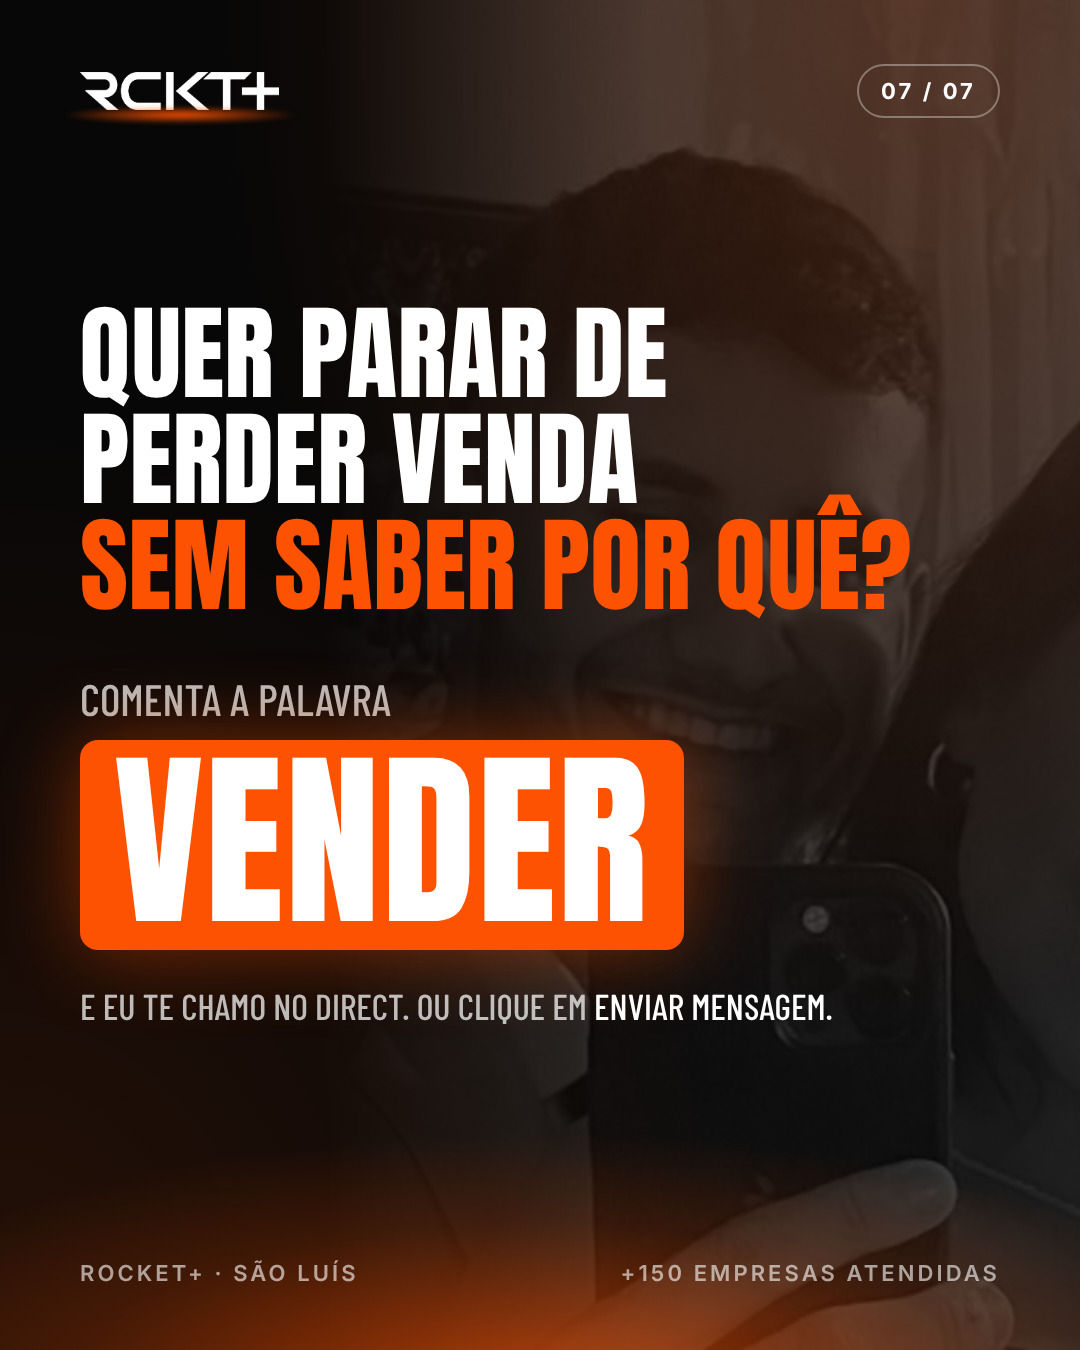 RCKT+
07 / 07
QUER PARAR DE
PERDER VENDA
SEM SABER POR QUÊ?
COMENTA A PALAVRA
VENDER
E EU TE CHAMO NO DIRECT. OU CLIQUE EM ENVIAR MENSAGEM.
ROCKET+ · SÃO LUÍS
+150 EMPRESAS ATENDIDAS